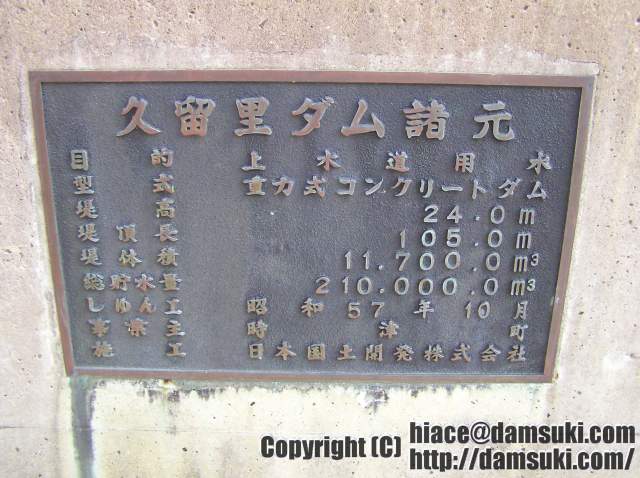 久留里ダム諸元
目的 上水道用水
型式 重力式コンクリートダム
堤高 24.0m
堤頂長 105.0m
堤体積 11.700.0m³
総貯水量 210.000.0m³
しゅん工 昭和57年10月
事業主 時津町
施工 日本国土開発株式会社
Copyright (C) hiace@damsuki.com
http://damsuki.com/